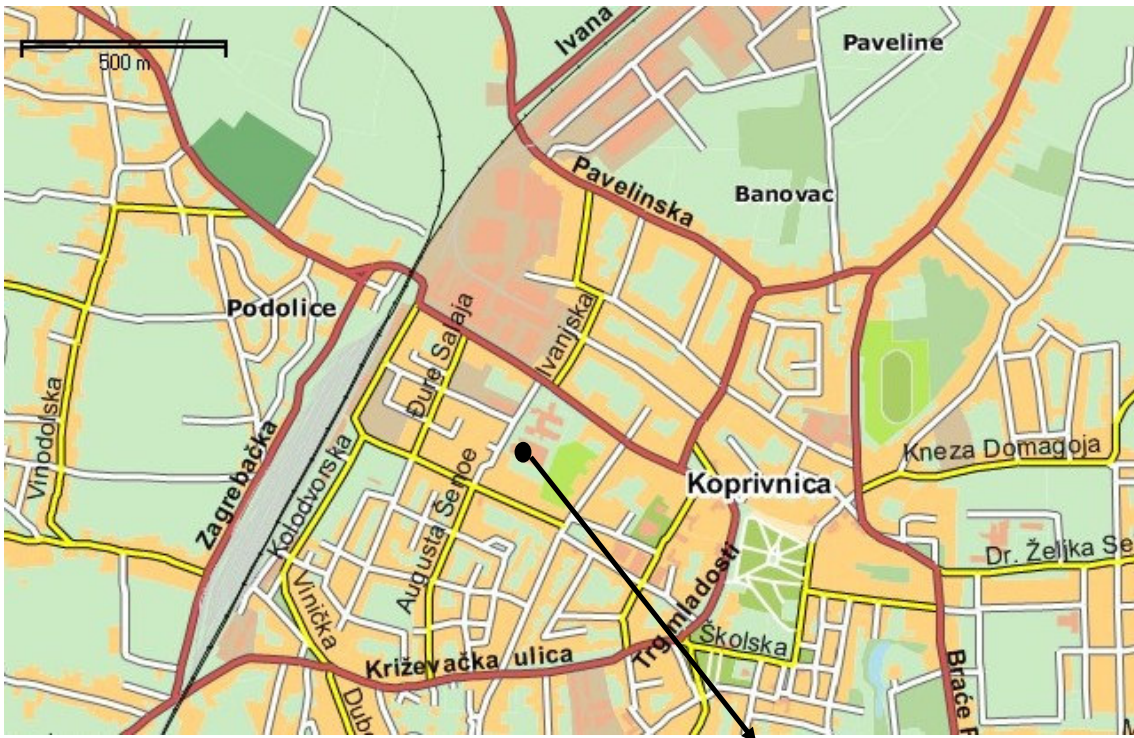 Ivana
Paveline
500 m
Pavelinska
Banovac
Podolice
Đure Salaja
Ivanjska
Vinodolska
Zagrebačka
Kolodvorska
Augusta Šenoe
Koprivnica
Kneza Domagoja
Dr. Željka Se
Vinička
Trg mladosti
Školska
Križevačka ulica
Dubo
Braće R